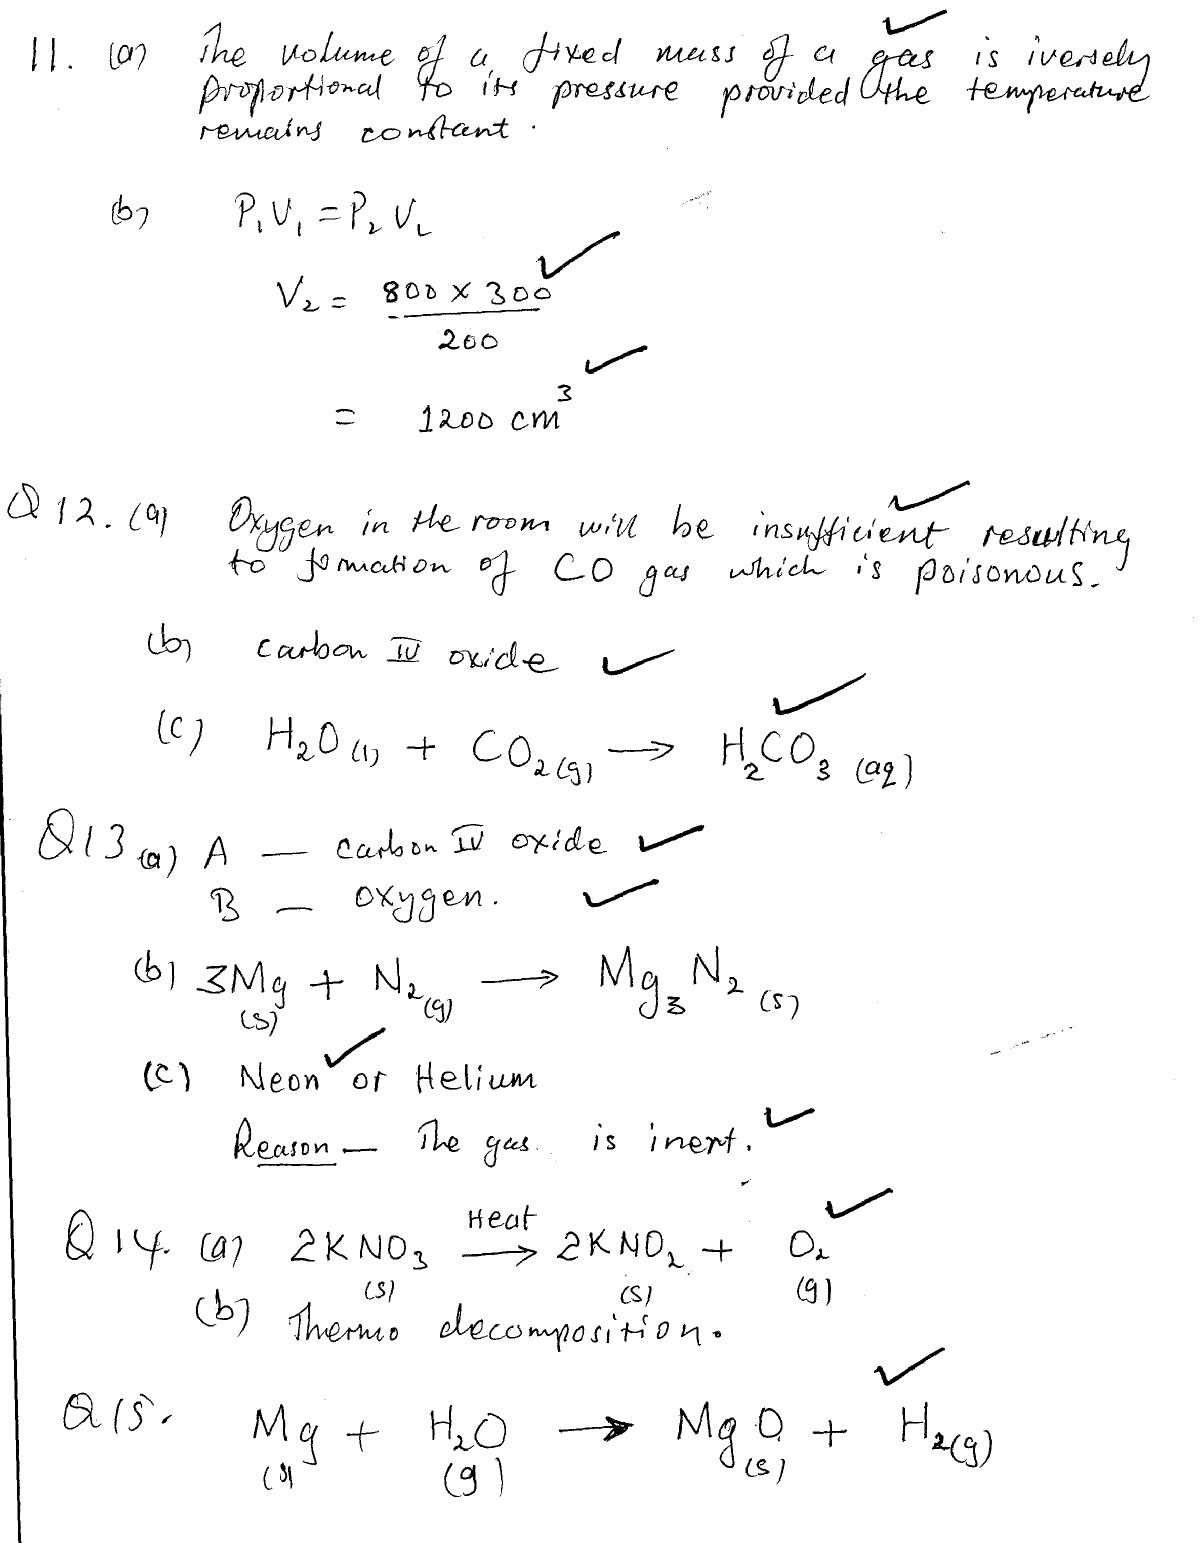 11. (a) The volume of a fixed mass of a gas is iversely
proportional to its pressure provided the temperature
remains constant.
(b) P₁V₁ = P₂V₂
V₂ = 800 x 300
200
= 1200 cm³
Q12. (a) Oxygen in the room will be insufficient resulting
to formation of CO gas which is poisonous.
(b) carbon IV oxide
(c) H₂O (l) + CO₂ (g) → H₂CO₃ (aq)
Q13 (a) A — carbon IV oxide
B — oxygen.
(b) 3Mg (s) + N₂ (g) → Mg₃N₂ (s)
(c) Neon or Helium
Reason — The gas is inert.
Q14. (a) 2KNO₃ (s) Heat → 2KNO₂ (s) + O₂ (g)
(b) Thermo decomposition.
Q15. Mg (s) + H₂O (g) → MgO (s) + H₂(g)